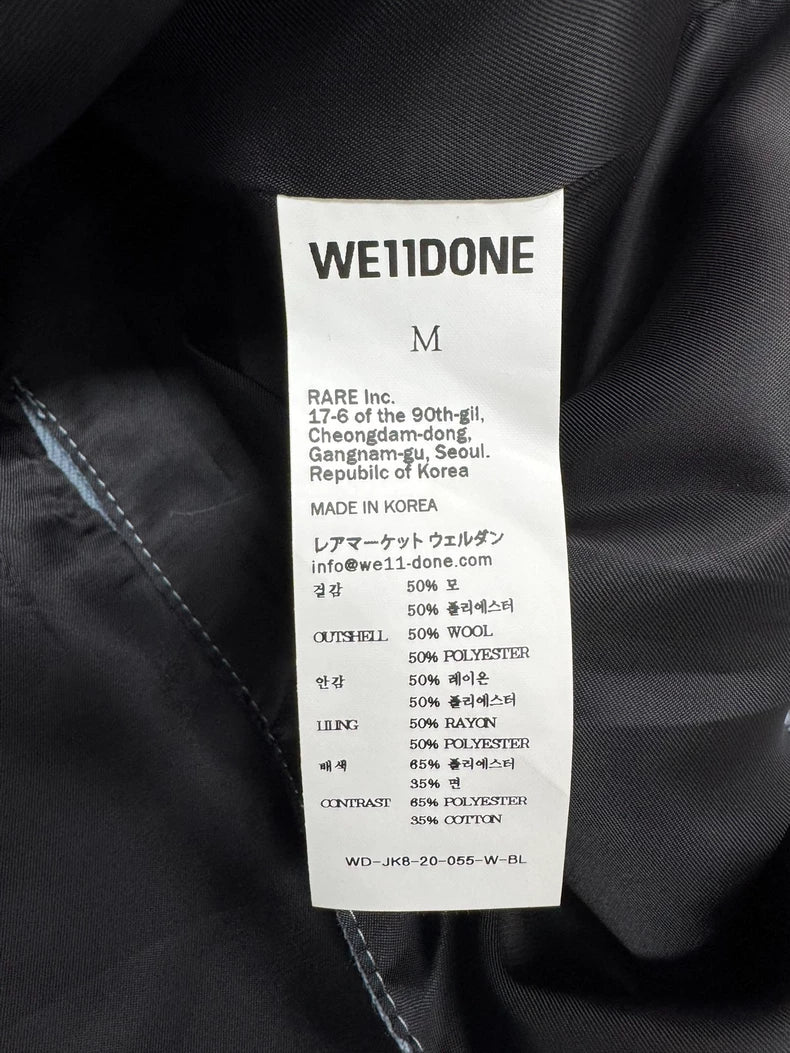 WE11DONE
M
RARE Inc.
17-6 of the 90th-gil,
Cheongdam-dong,
Gangnam-gu, Seoul.
Repubilc of Korea
MADE IN KOREA
レアマーケット ウェルダン
info@we11-done.com
겉감 50% 모
50% 폴리에스터
OUTSHELL 50% WOOL
50% POLYESTER
안감 50% 레이온
50% 폴리에스터
LILING 50% RAYON
50% POLYESTER
배색 65% 폴리에스터
35% 면
CONTRAST 65% POLYESTER
35% COTTON
WD-JK8-20-055-W-BL